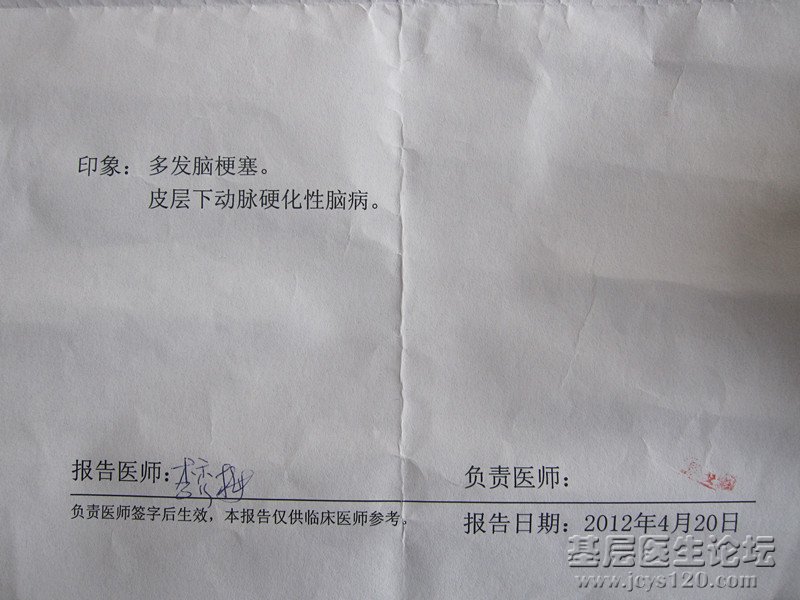 印象：多发脑梗塞。
皮层下动脉硬化性脑病。
报告医师：
负责医师：
负责医师签字后生效，本报告仅供临床医师参考。
报告日期：2012年4月20日
基层医生论坛
www.jcys120.com